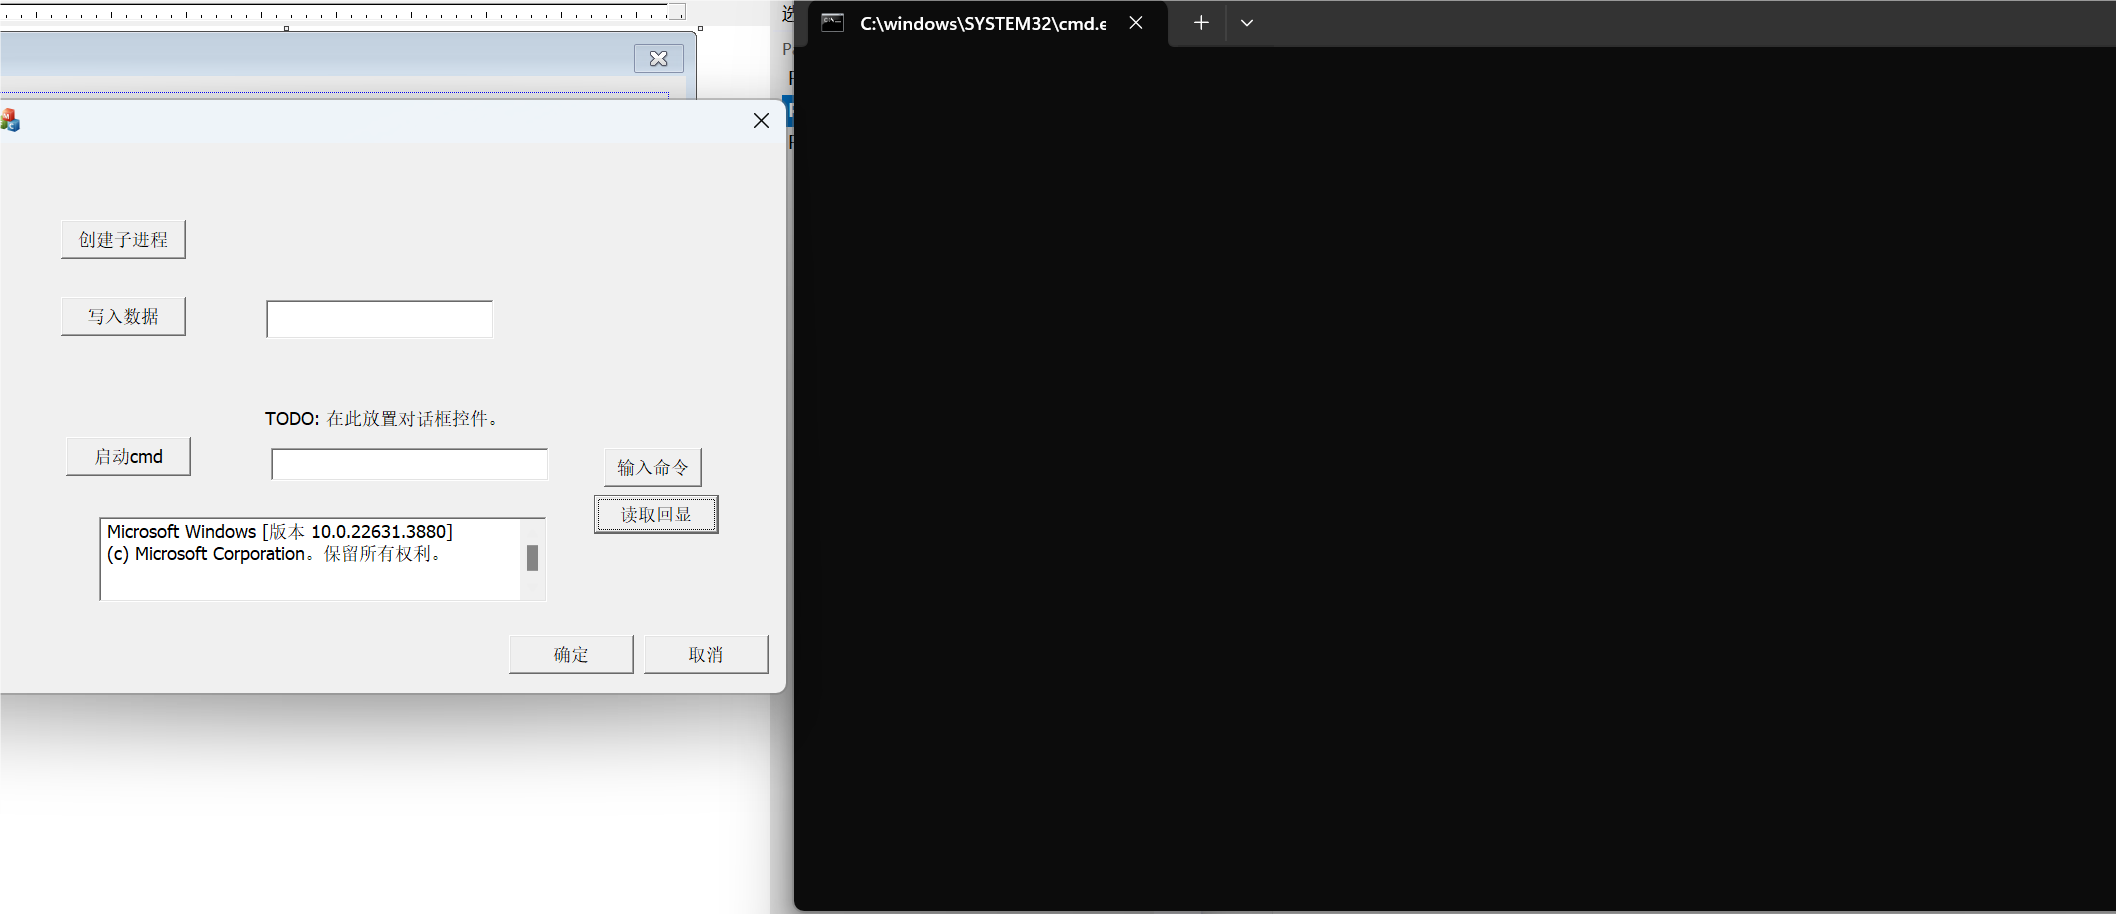 选
C:\windows\SYSTEM32\cmd.e
P
创建子进程
写入数据
TODO: 在此放置对话框控件。
启动cmd
输入命令
读取回显
Microsoft Windows [版本 10.0.22631.3880]
(c) Microsoft Corporation。保留所有权利。
确定
取消